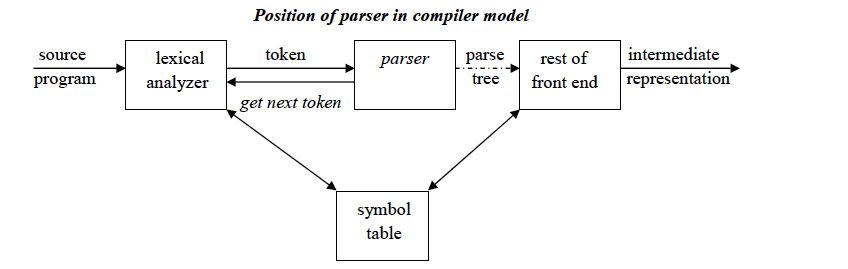 Position of parser in compiler model
source
program
lexical
analyzer
token
get next token
parser
parse
tree
rest of
front end
intermediate
representation
symbol
table